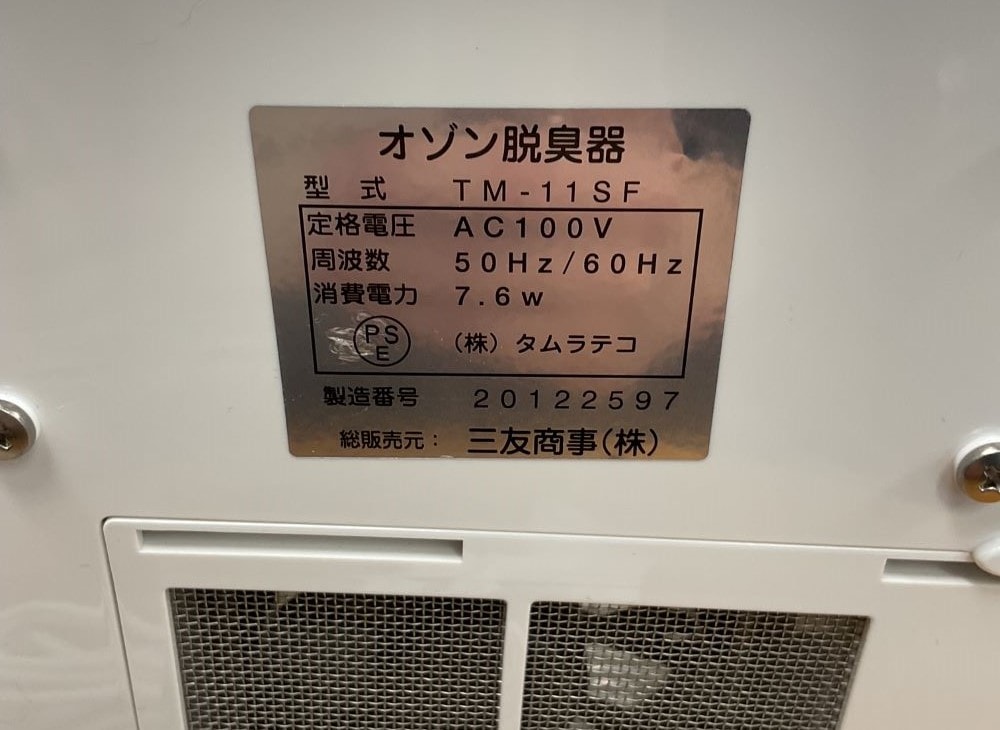 オゾン脱臭器
型式 TM-11SF
定格電圧 AC100V
周波数 50Hz/60Hz
消費電力 7.6w
PS E (株)タムラテコ
製造番号 20122597
総販売元: 三友商事(株)